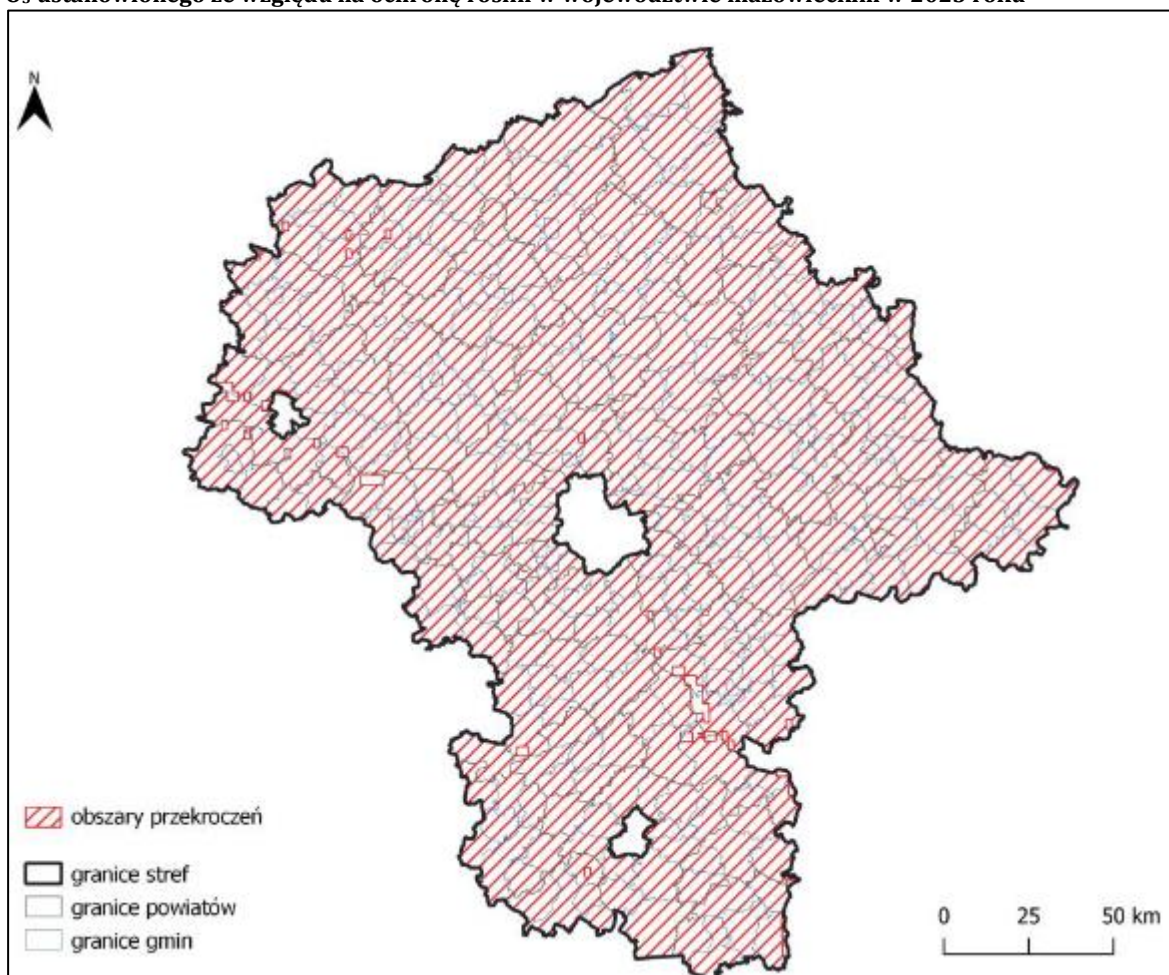 O₃ ustanowionego ze względu na ochronę roślin w województwie mazowieckim w 2023 roku
N
obszary przekroczeń
granice stref
granice powiatów
granice gmin
0 25 50 km